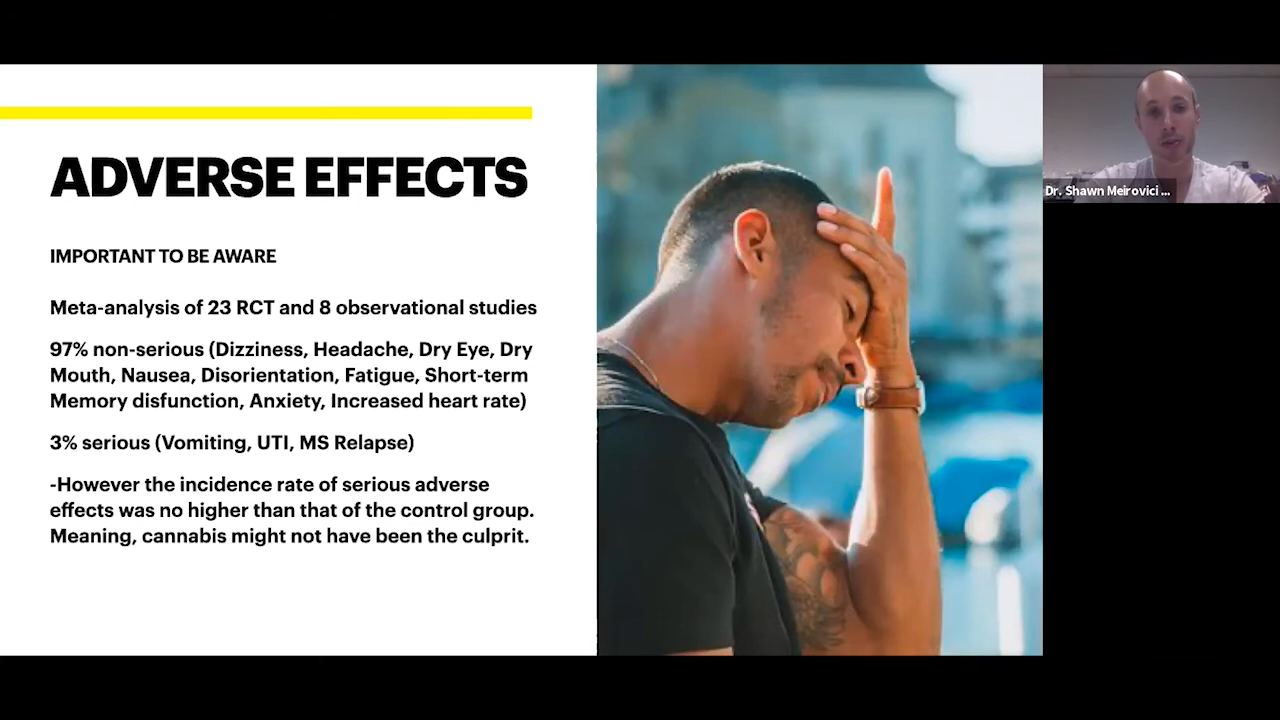 ADVERSE EFFECTS
IMPORTANT TO BE AWARE
Meta-analysis of 23 RCT and 8 observational studies
97% non-serious (Dizziness, Headache, Dry Eye, Dry
Mouth, Nausea, Disorientation, Fatigue, Short-term
Memory disfunction, Anxiety, Increased heart rate)
3% serious (Vomiting, UTI, MS Relapse)
-However the incidence rate of serious adverse
effects was no higher than that of the control group.
Meaning, cannabis might not have been the culprit.
Dr. Shawn Meirovici ...